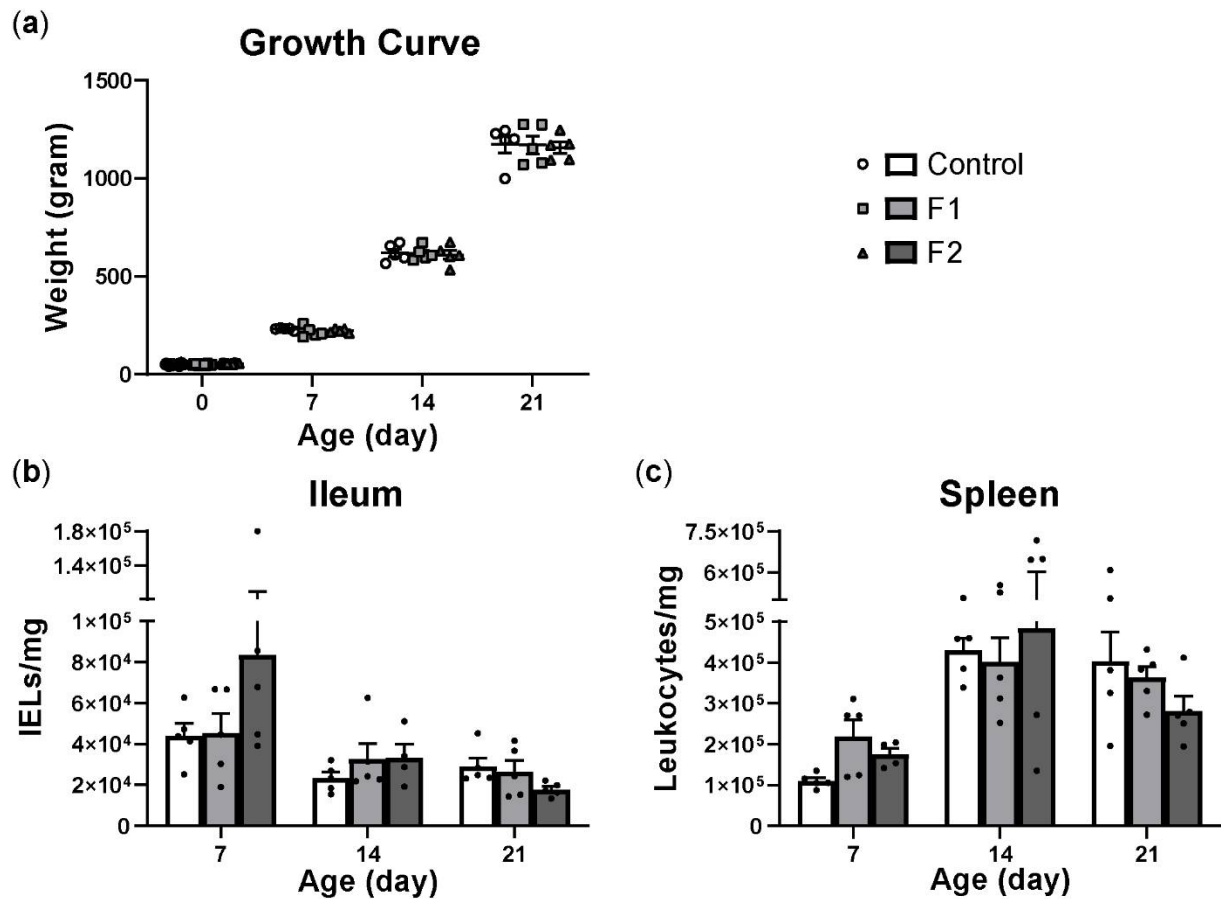 (a)
Growth Curve
Weight (gram)
1500
1000
500
0
0 7 14 21
Age (day)
Control
F1
F2
(b)
Ileum
IELs/mg
1.8×10⁵
1.4×10⁵
1×10⁵
8×10⁴
6×10⁴
4×10⁴
2×10⁴
0
7 14 21
Age (day)
(c)
Spleen
Leukocytes/mg
7.5×10⁵
6×10⁵
5×10⁵
4×10⁵
3×10⁵
2×10⁵
1×10⁵
0
7 14 21
Age (day)